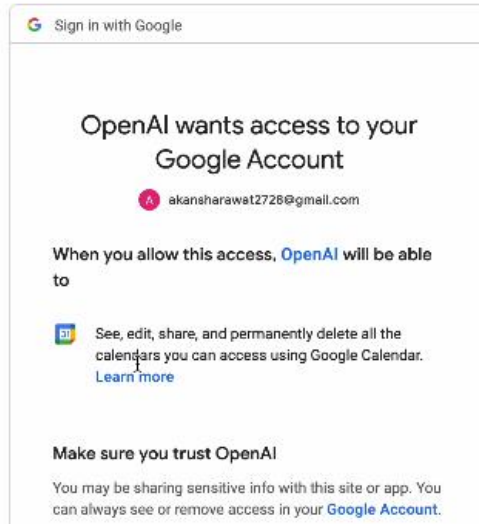 Sign in with Google
OpenAI wants access to your
Google Account
A akansharawat2728@gmail.com
When you allow this access, OpenAI will be able
to
31 See, edit, share, and permanently delete all the
calendars you can access using Google Calendar.
Learn more
Make sure you trust OpenAI
You may be sharing sensitive info with this site or app. You
can always see or remove access in your Google Account.